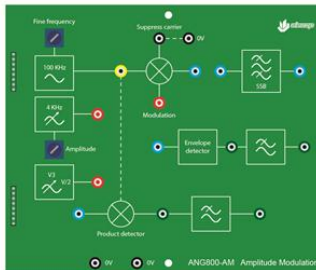 Fine frequency
Suppress carrier
0V
100 KHz
SSB
4 KHz
Modulation
Amplitude
Envelope
detector
V3
V/2
Product detector
0V
0V
ANG800-AM Amplitude Modulation